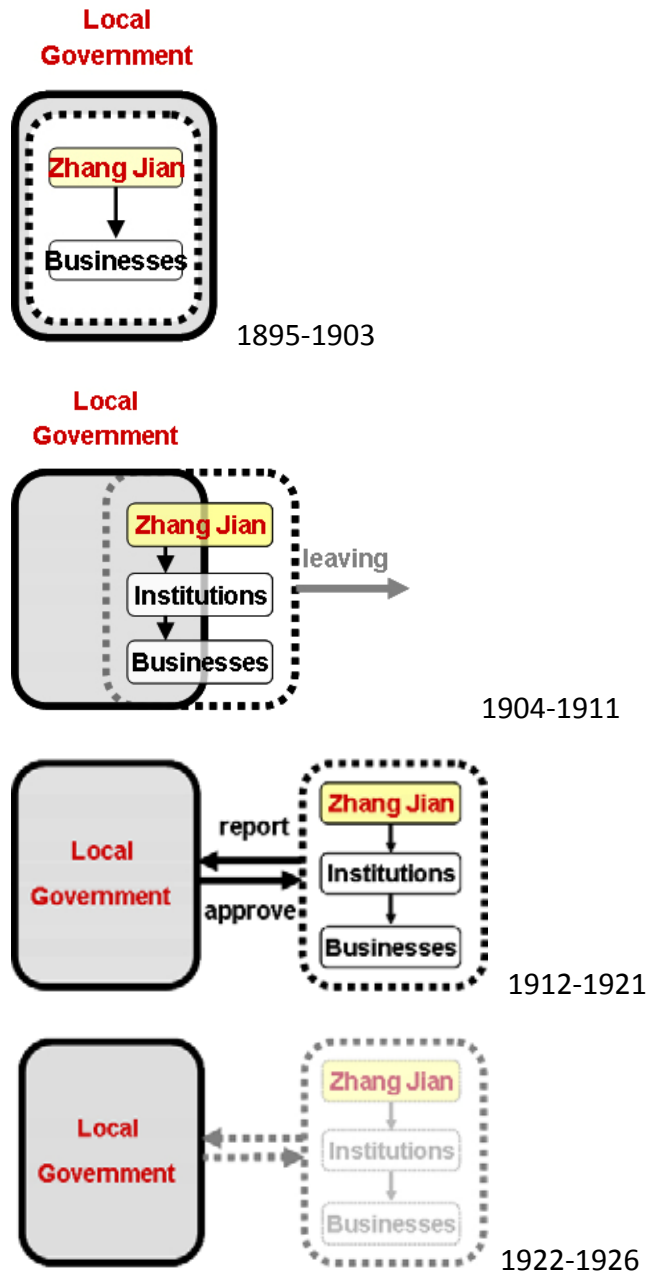 Local
Government
Zhang Jian
Businesses
1895-1903
Local
Government
Zhang Jian
leaving
Institutions
Businesses
1904-1911
Zhang Jian
report
Local
Institutions
Government
approve
Businesses
1912-1921
Zhang Jian
Local
Institutions
Government
Businesses
1922-1926